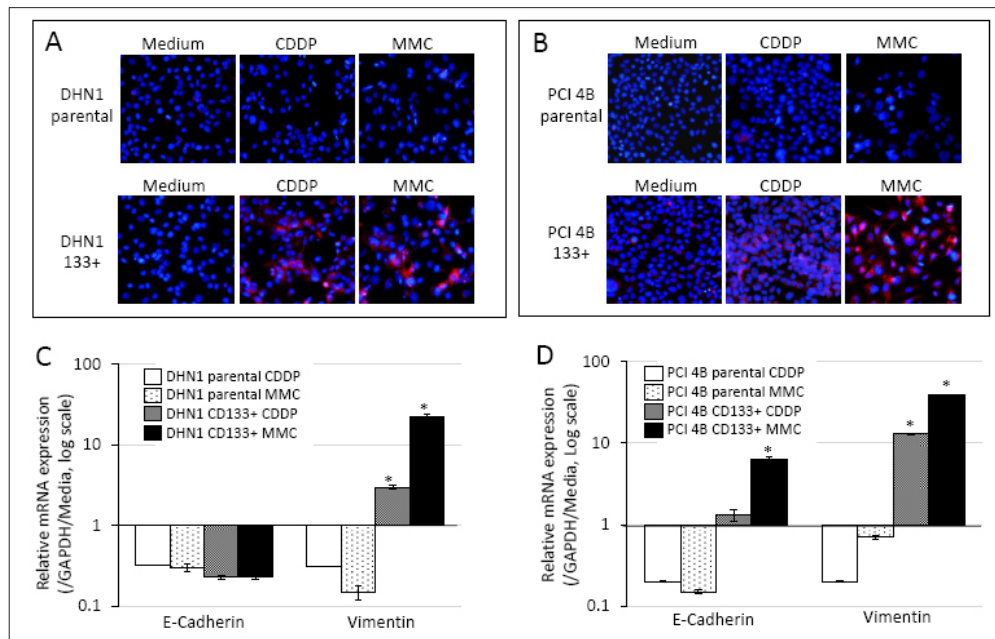 A
Medium CDDP MMC
DHN1
parental
Medium CDDP MMC
DHN1
133+
B
Medium CDDP MMC
PCI 4B
parental
Medium CDDP MMC
PCI 4B
133+
C
Relative mRNA expression
(/GAPDH/Media, log scale)
100
10
1
0.1
DHN1 parental CDDP
DHN1 parental MMC
DHN1 CD133+ CDDP
DHN1 CD133+ MMC
* *
E-Cadherin Vimentin
D
Relative mRNA expression
(/GAPDH/Media, Log scale)
100
10
1
0.1
PCI 4B parental CDDP
PCI 4B parental MMC
PCI 4B CD133+ CDDP
PCI 4B CD133+ MMC
* * *
E-Cadherin Vimentin